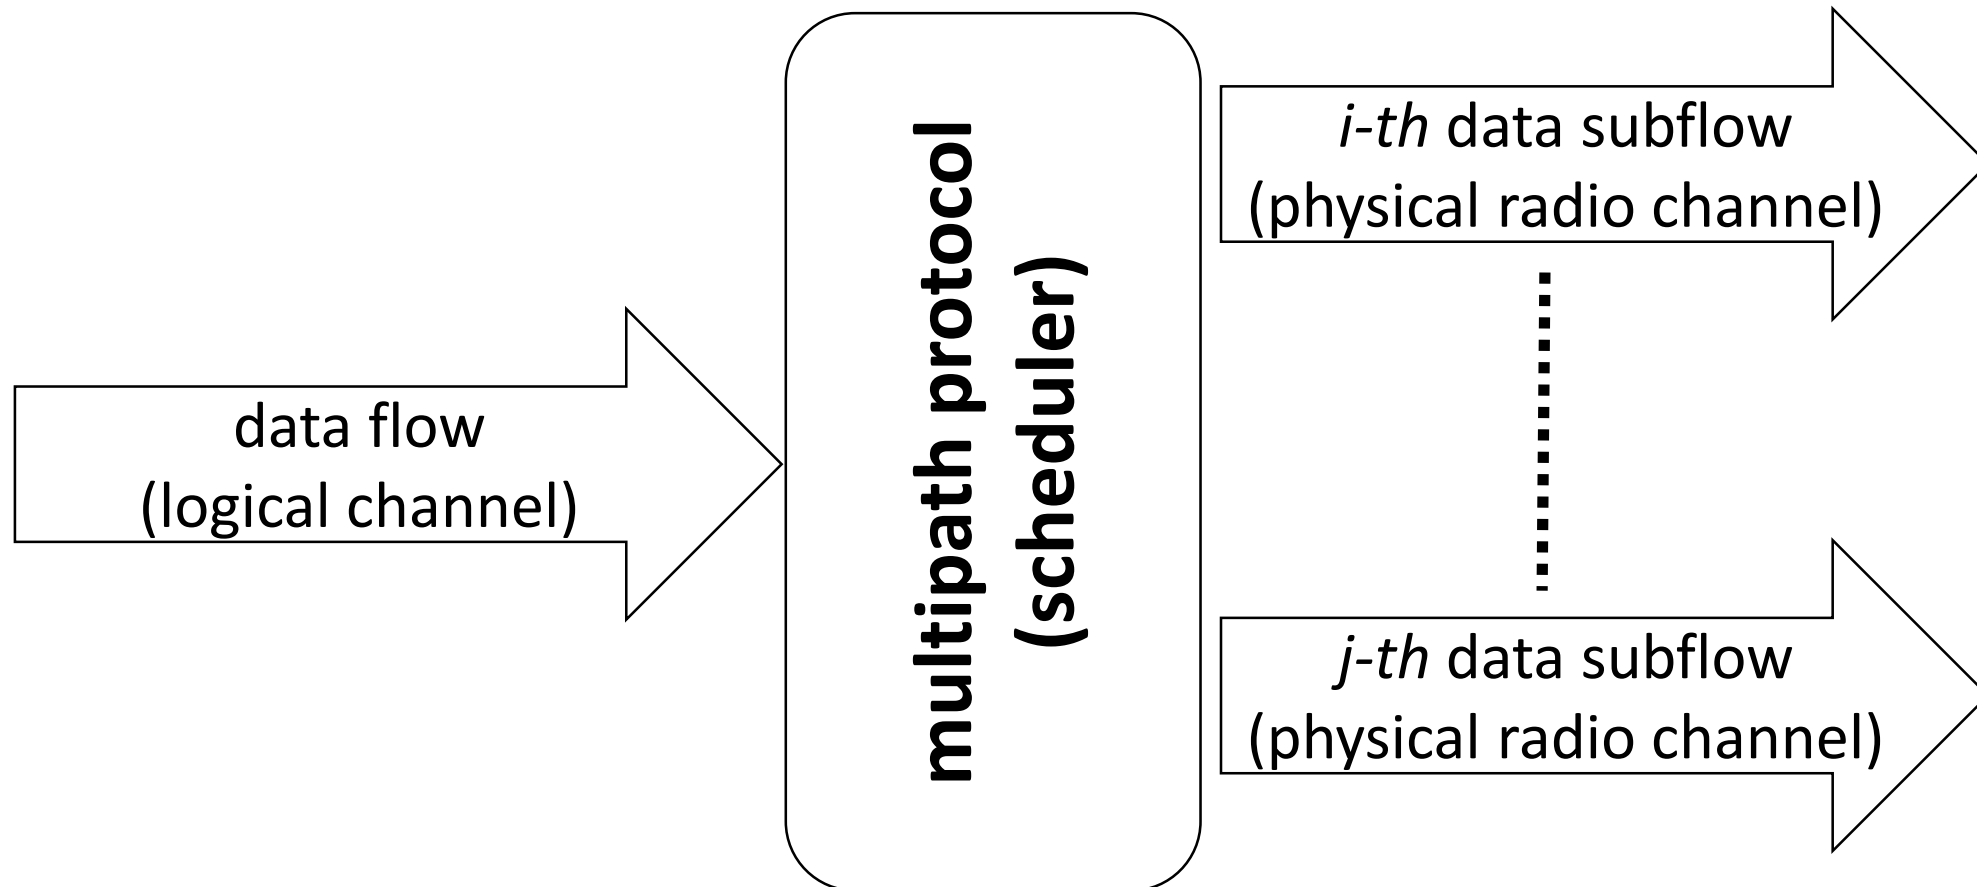 data flow
(logical channel)
multipath protocol
(scheduler)
i-th data subflow
(physical radio channel)
j-th data subflow
(physical radio channel)